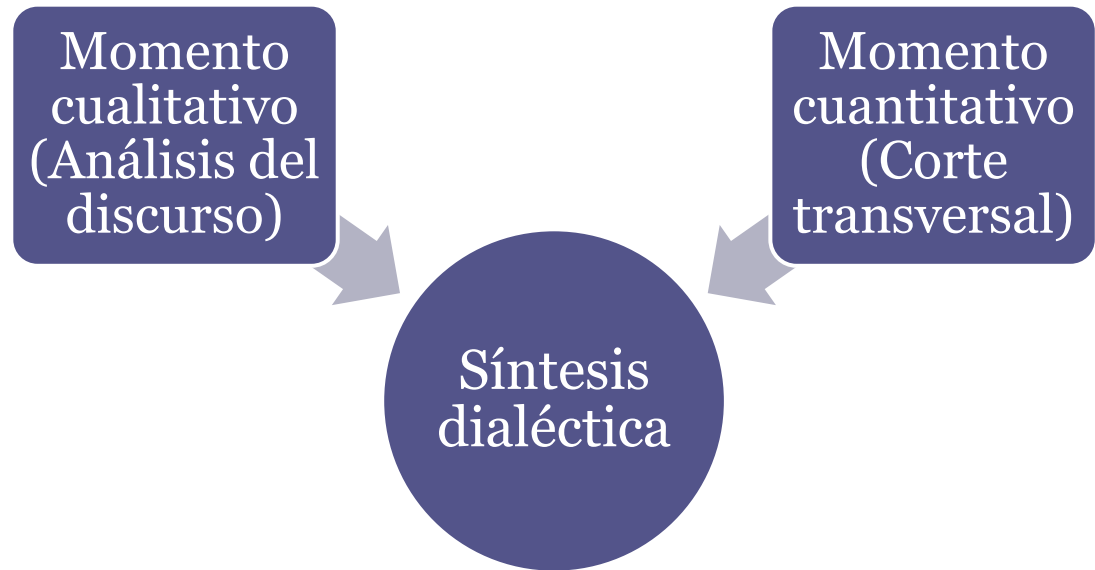 Momento
cualitativo
(Análisis del
discurso)
Momento
cuantitativo
(Corte
transversal)
Síntesis
dialéctica